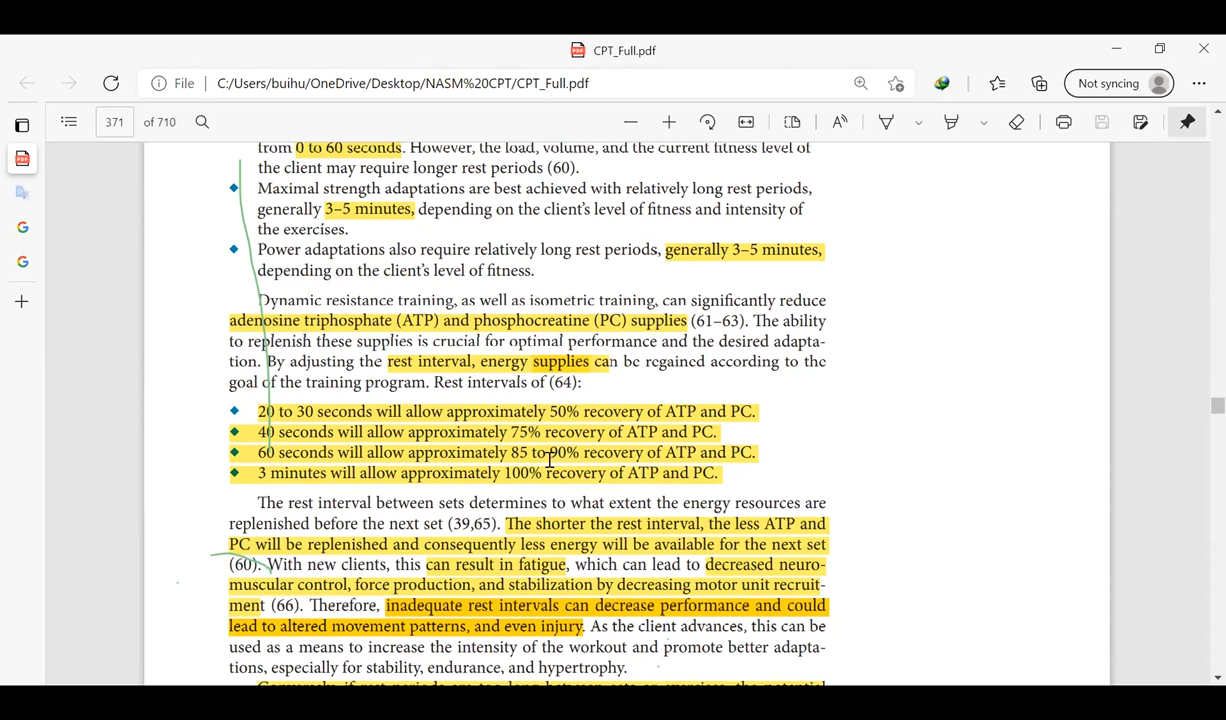 CPT_Full.pdf
File
C:/Users/buihu/OneDrive/Desktop/NASM%20CPT/CPT_Full.pdf
Not syncing
371 of 710
from 0 to 60 seconds. However, the load, volume, and the current fitness level of
the client may require longer rest periods (60).
Maximal strength adaptations are best achieved with relatively long rest periods,
generally 3–5 minutes, depending on the client's level of fitness and intensity of
the exercises.
Power adaptations also require relatively long rest periods, generally 3–5 minutes,
depending on the client's level of fitness.
Dynamic resistance training, as well as isometric training, can significantly reduce
adenosine triphosphate (ATP) and phosphocreatine (PC) supplies (61–63). The ability
to replenish these supplies is crucial for optimal performance and the desired adapta-
tion. By adjusting the rest interval, energy supplies can be regained according to the
goal of the training program. Rest intervals of (64):
20 to 30 seconds will allow approximately 50% recovery of ATP and PC.
40 seconds will allow approximately 75% recovery of ATP and PC.
60 seconds will allow approximately 85 to 90% recovery of ATP and PC.
3 minutes will allow approximately 100% recovery of ATP and PC.
The rest interval between sets determines to what extent the energy resources are
replenished before the next set (39,65). The shorter the rest interval, the less ATP and
PC will be replenished and consequently less energy will be available for the next set
(60). With new clients, this can result in fatigue, which can lead to decreased neuro-
muscular control, force production, and stabilization by decreasing motor unit recruit-
ment (66). Therefore, inadequate rest intervals can decrease performance and could
lead to altered movement patterns, and even injury. As the client advances, this can be
used as a means to increase the intensity of the workout and promote better adapta-
tions, especially for stability, endurance, and hypertrophy.